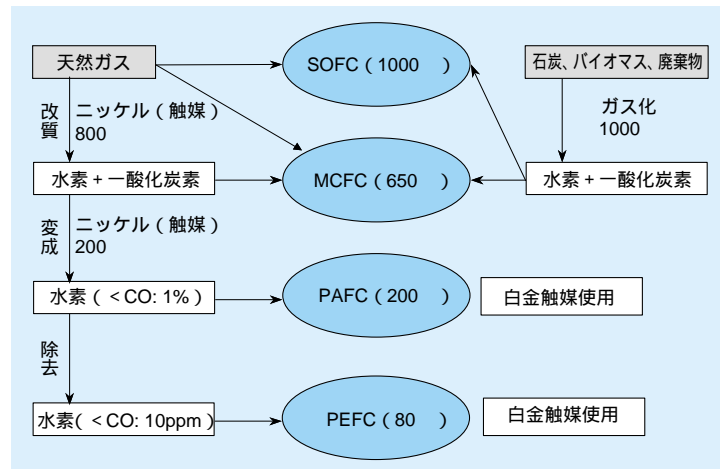 天然ガス
SOFC（1000　）
石炭、バイオマス、廃棄物
改質
ニッケル（触媒）
800
ガス化
1000
水素 + 一酸化炭素
MCFC（650　）
水素 + 一酸化炭素
変成
ニッケル（触媒）
200
水素（ < CO: 1%）
PAFC（200　）
白金触媒使用
除去
水素( < CO: 10ppm）
PEFC（80　）
白金触媒使用